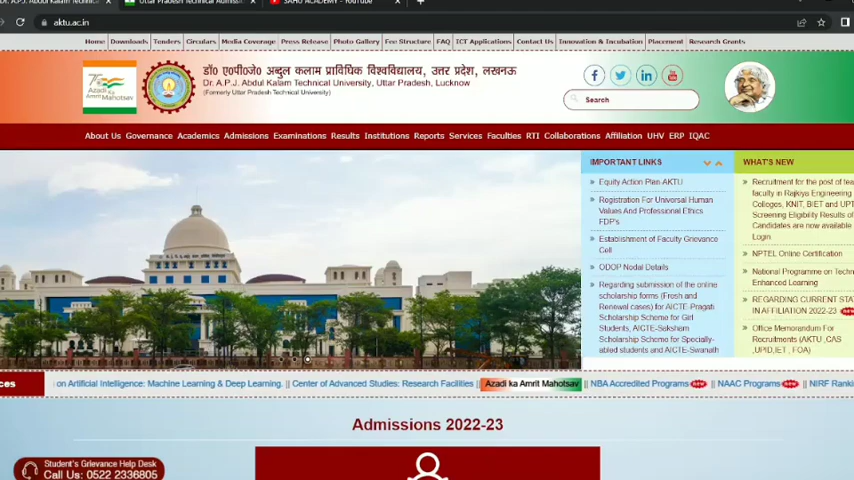 Uttar Pradesh Technical Admiss
SAHU ACADEMY - YouTube
aktu.ac.in
Home Downloads Tenders Circulars Media Coverage Press Release Photo Gallery Fee Structure FAQ ICT Applications Contact Us Innovation & Incubation Placement Research Grants
Azadi Ka
Amrit Mahotsav
डॉ० ए०पी०जे० अब्दुल कलाम प्राविधिक विश्वविद्यालय, उत्तर प्रदेश, लखनऊ
Dr. A.P.J. Abdul Kalam Technical University, Uttar Pradesh, Lucknow
(Formerly Uttar Pradesh Technical University)
Search
About Us Governance Academics Admissions Examinations Results Institutions Reports Services Faculties RTI Collaborations Affiliation UHV ERP IQAC
IMPORTANT LINKS
Equity Action Plan-AKTU
Registration For Universal Human
Values And Professional Ethics
FDP's
Establishment of Faculty Grievance
Cell
ODOP Nodal Details
Regarding submission of the online
scholarship forms (Fresh and
Renewal cases) for AICTE-Pragati
Scholarship Scheme for Girl
Students, AICTE-Saksham
Scholarship Scheme for Specially-
abled students and AICTE-Swanath
WHAT'S NEW
Recruitment for the post of tea
faculty in Rajkiya Engineering
Colleges, KNIT, BIET and UPT
Screening Eligibility Results of
Candidates are now available
Login.
NPTEL Online Certification
National Programme on Techn
Enhanced Learning
REGARDING CURRENT STA
IN AFFILIATION 2022-23 new
Office Memorandum For
Recruitments (AKTU ,CAS
,UPID,IET , FOA)
ces on Artificial Intelligence: Machine Learning & Deep Learning. || Center of Advanced Studies: Research Facilities || Azadi ka Amrit Mahotsav || NBA Accredited Programs new || NAAC Programs new || NIRF Ranki
Admissions 2022-23
Student's Grievance Help Desk
Call Us: 0522 2336805